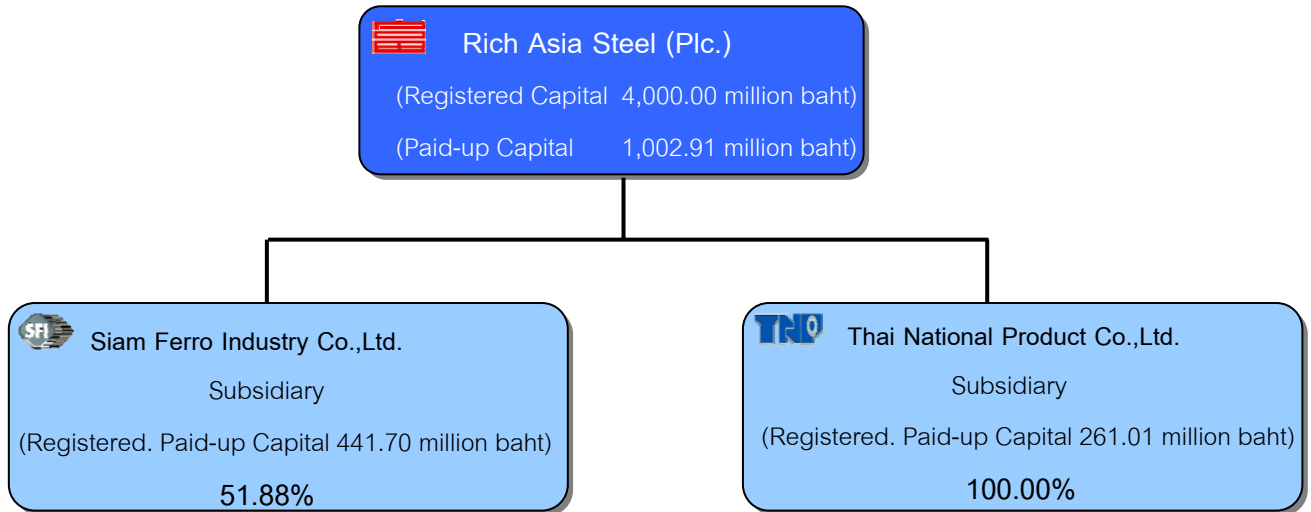 Rich Asia Steel (Plc.)
(Registered Capital 4,000.00 million baht)
(Paid-up Capital 1,002.91 million baht)
SFI
Siam Ferro Industry Co.,Ltd.
Subsidiary
(Registered. Paid-up Capital 441.70 million baht)
51.88%
TNP
Thai National Product Co.,Ltd.
Subsidiary
(Registered. Paid-up Capital 261.01 million baht)
100.00%